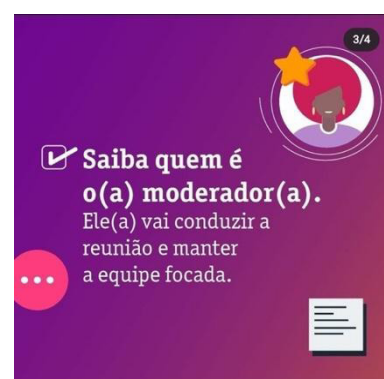 3/4
Saiba quem é
o(a) moderador(a).
Ele(a) vai conduzir a
reunião e manter
a equipe focada.